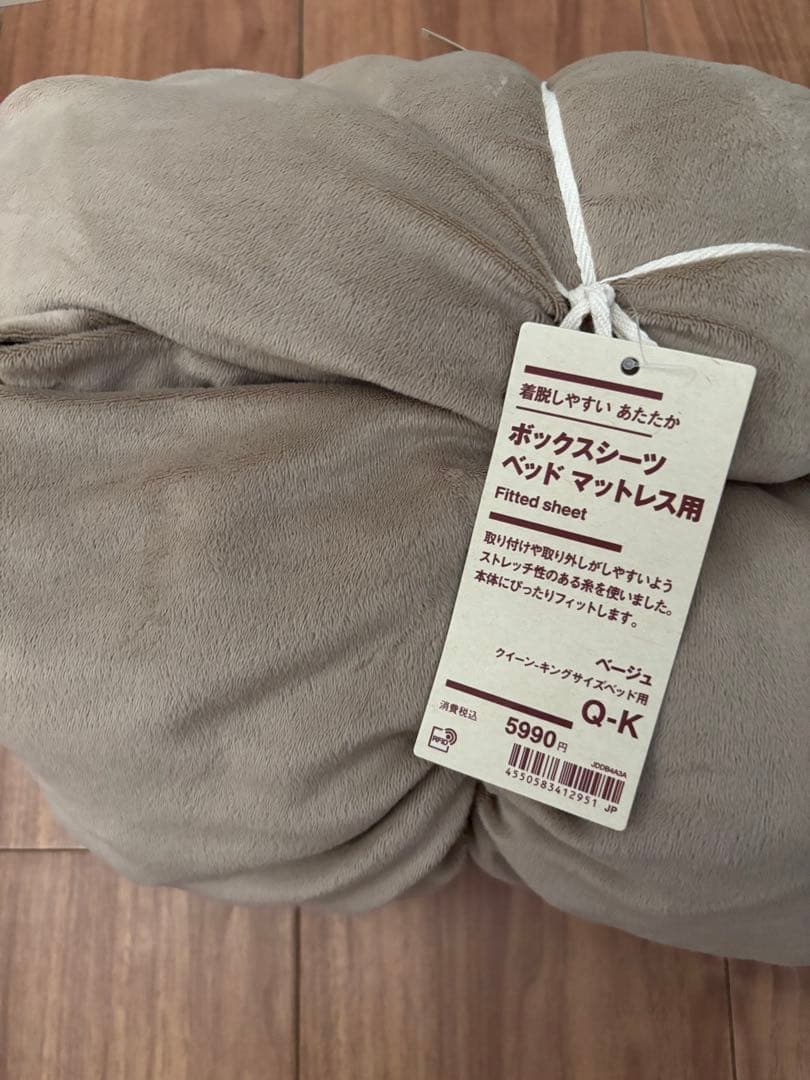 着脱しやすい あたたか
ボックスシーツ
ベッド マットレス用
Fitted sheet
取り付けや取り外しがしやすいよう
ストレッチ性のある糸を使いました。
本体にぴったりフィットします。
ベージュ
クイーン-キングサイズベッド用
Q-K
消費税込
5990円
RFID
JDDB4A3A
4550583412951 JP